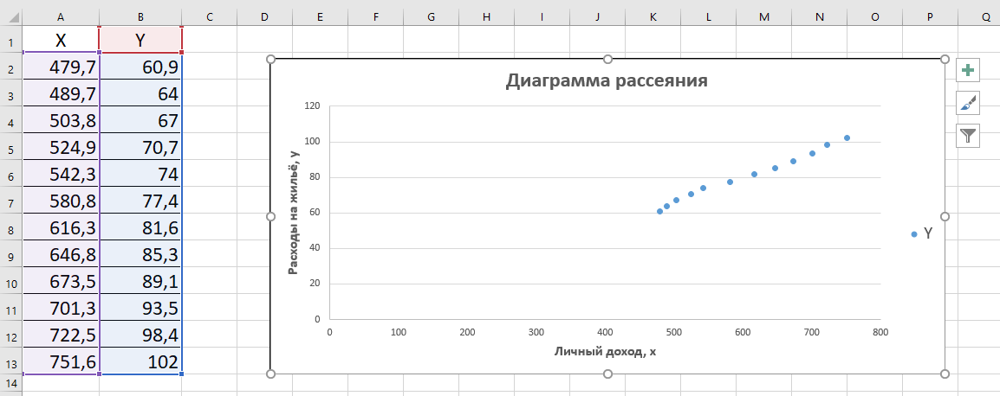 A B C D E F G H I J K L M N O P Q
1 X Y
2 479,7 60,9
3 489,7 64
4 503,8 67
5 524,9 70,7
6 542,3 74
7 580,8 77,4
8 616,3 81,6
9 646,8 85,3
10 673,5 89,1
11 701,3 93,5
12 722,5 98,4
13 751,6 102
14
Диаграмма рассеяния
120
100
80
60
40
20
0
Расходы на жильё, y
0 100 200 300 400 500 600 700 800
Личный доход, x
Y